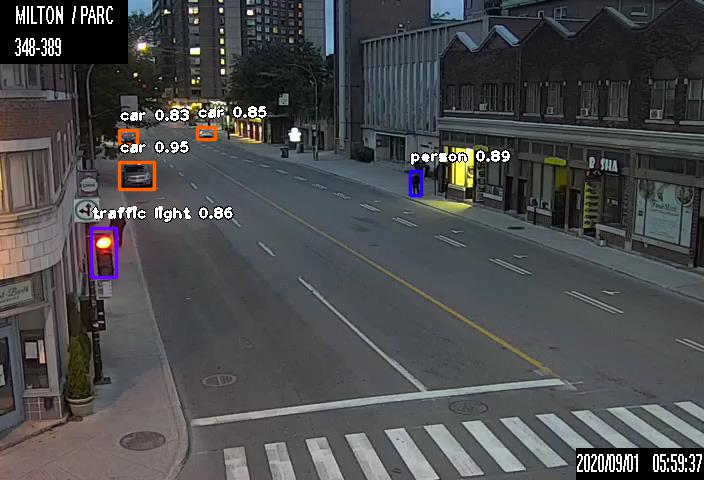 MILTON / PARC
348-389
car 0.83
car 0.85
car 0.95
person 0.89
traffic light 0.86
2020/09/01 05:59:37